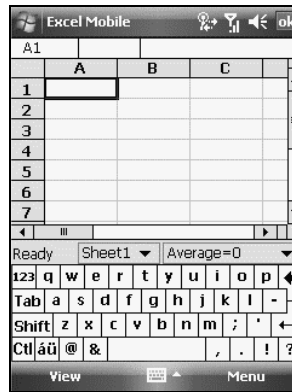 Excel Mobile ok
A1
A B C
1
2
3
4
5
6
7
Ready Sheet1 Average=0
123 q w e r t y u i o p
Tab a s d f g h j k l -
Shift z x c v b n m ; '
Ctl áü @ & , . ! ?
View Menu